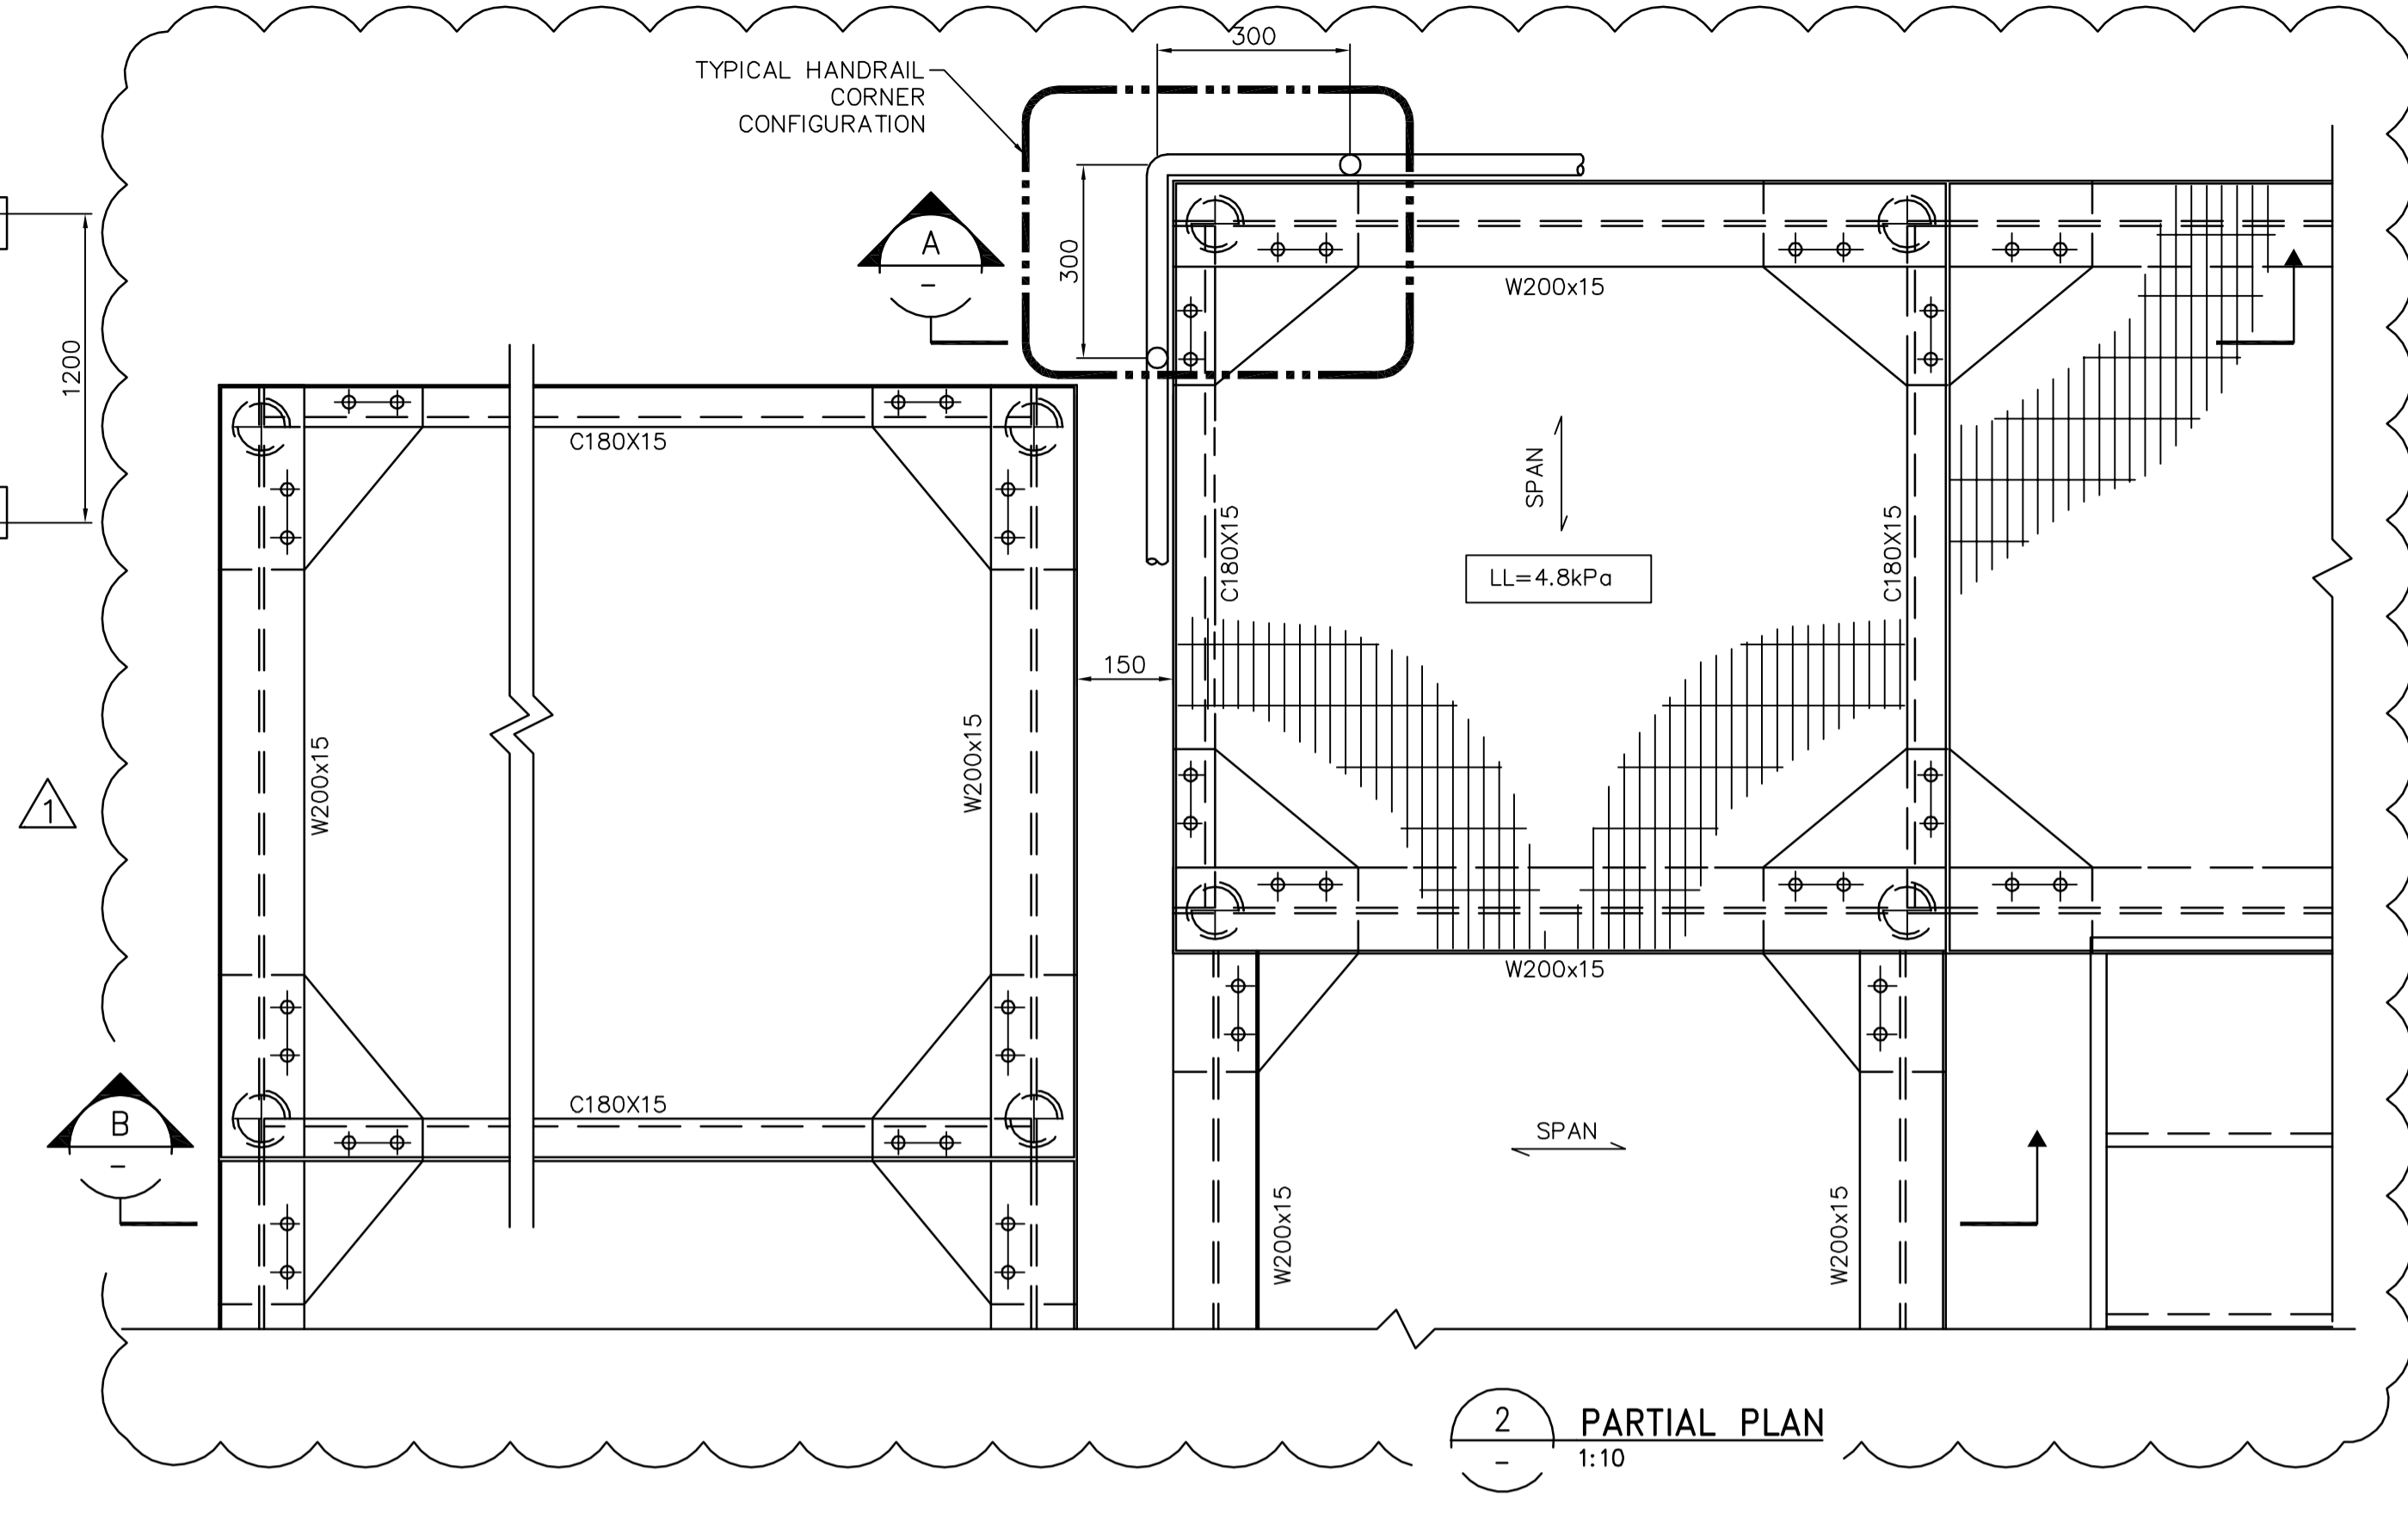 300
TYPICAL HANDRAIL
CORNER
CONFIGURATION
A
-
300
1200
W200x15
C180X15
SPAN
C180X15
C180X15
LL=4.8kPa
150
W200x15
W200x15
1
W200x15
C180X15
B
-
SPAN
W200x15
W200x15
2
-
PARTIAL PLAN
1:10